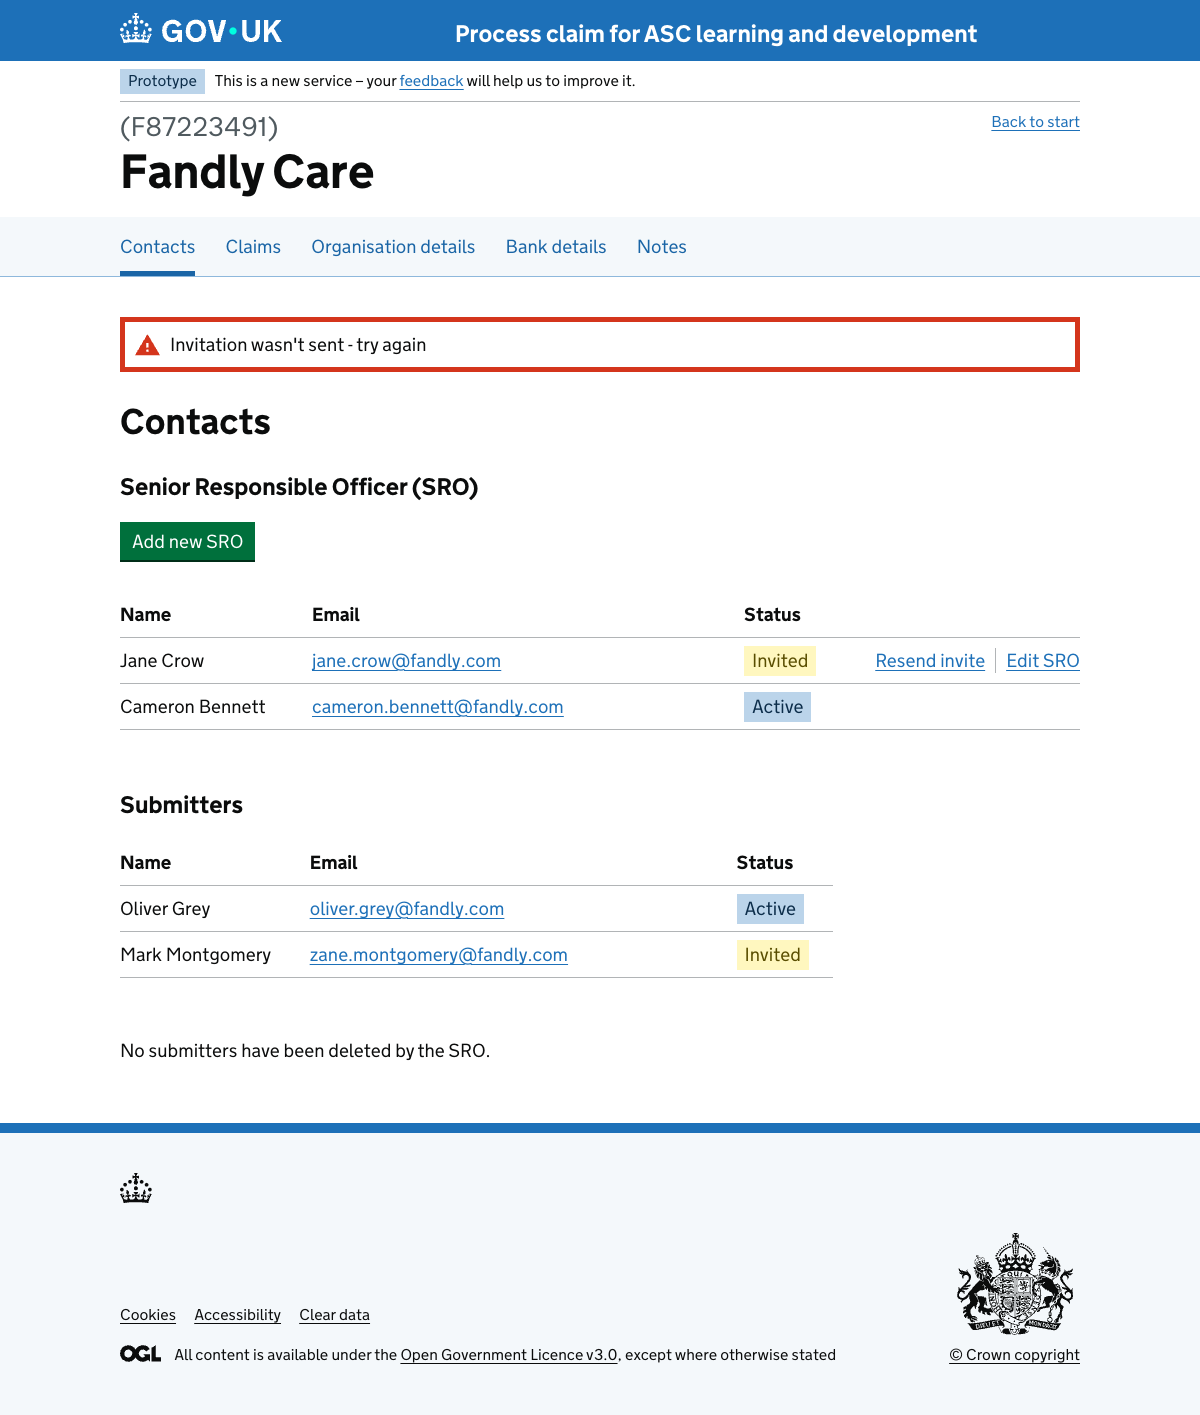 GOV·UK
Process claim for ASC learning and development
Prototype This is a new service – your feedback will help us to improve it.
(F87223491)
Back to start
Fandly Care
Contacts Claims Organisation details Bank details Notes
Invitation wasn't sent - try again
Contacts
Senior Responsible Officer (SRO)
Add new SRO
Name Email Status
Jane Crow jane.crow@fandly.com Invited Resend invite Edit SRO
Cameron Bennett cameron.bennett@fandly.com Active
Submitters
Name Email Status
Oliver Grey oliver.grey@fandly.com Active
Mark Montgomery zane.montgomery@fandly.com Invited
No submitters have been deleted by the SRO.
Cookies Accessibility Clear data
OGL All content is available under the Open Government Licence v3.0, except where otherwise stated
© Crown copyright